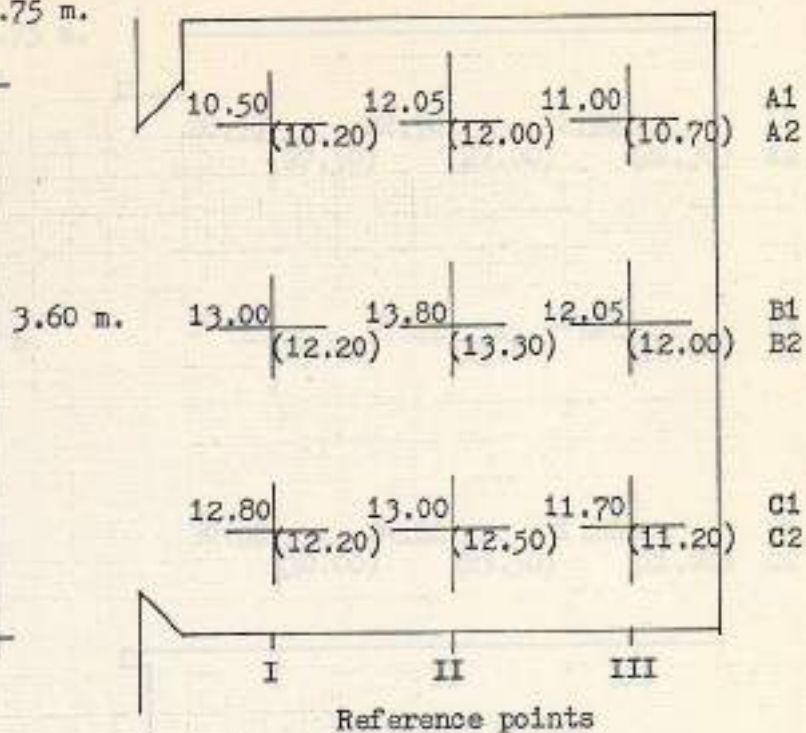 .75 m.
10.50 12.05 11.00 A1
(10.20) (12.00) (10.70) A2
3.60 m. 13.00 13.80 12.05 B1
(12.20) (13.30) (12.00) B2
12.80 13.00 11.70 C1
(12.20) (12.50) (11.20) C2
I II III
Reference points